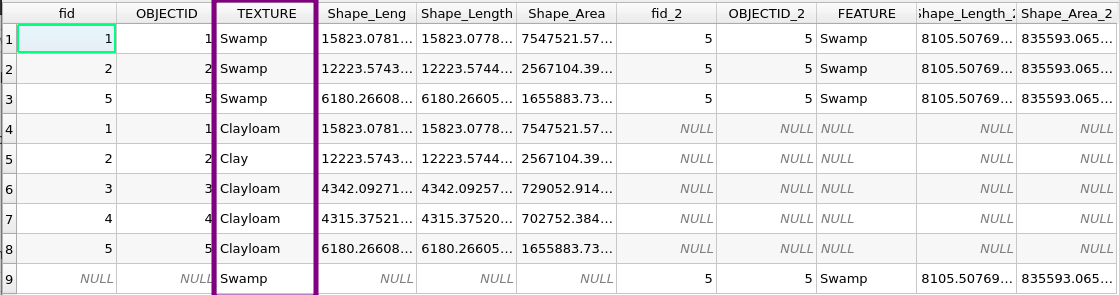 fid OBJECTID TEXTURE Shape_Leng Shape_Length Shape_Area fid_2 OBJECTID_2 FEATURE Shape_Length_2 Shape_Area_2
1 1 1 Swamp 15823.0781... 15823.0778... 7547521.57... 5 5 Swamp 8105.50769... 835593.065...
2 2 2 Swamp 12223.5743... 12223.5744... 2567104.39... 5 5 Swamp 8105.50769... 835593.065...
3 5 5 Swamp 6180.26608... 6180.26605... 1655883.73... 5 5 Swamp 8105.50769... 835593.065...
4 1 1 Clayloam 15823.0781... 15823.0778... 7547521.57... NULL NULL NULL NULL NULL
5 2 2 Clay 12223.5743... 12223.5744... 2567104.39... NULL NULL NULL NULL NULL
6 3 3 Clayloam 4342.09271... 4342.09257... 729052.914... NULL NULL NULL NULL NULL
7 4 4 Clayloam 4315.37521... 4315.37520... 702752.384... NULL NULL NULL NULL NULL
8 5 5 Clayloam 6180.26608... 6180.26605... 1655883.73... NULL NULL NULL NULL NULL
9 NULL NULL Swamp NULL NULL NULL 5 5 Swamp 8105.50769... 835593.065...